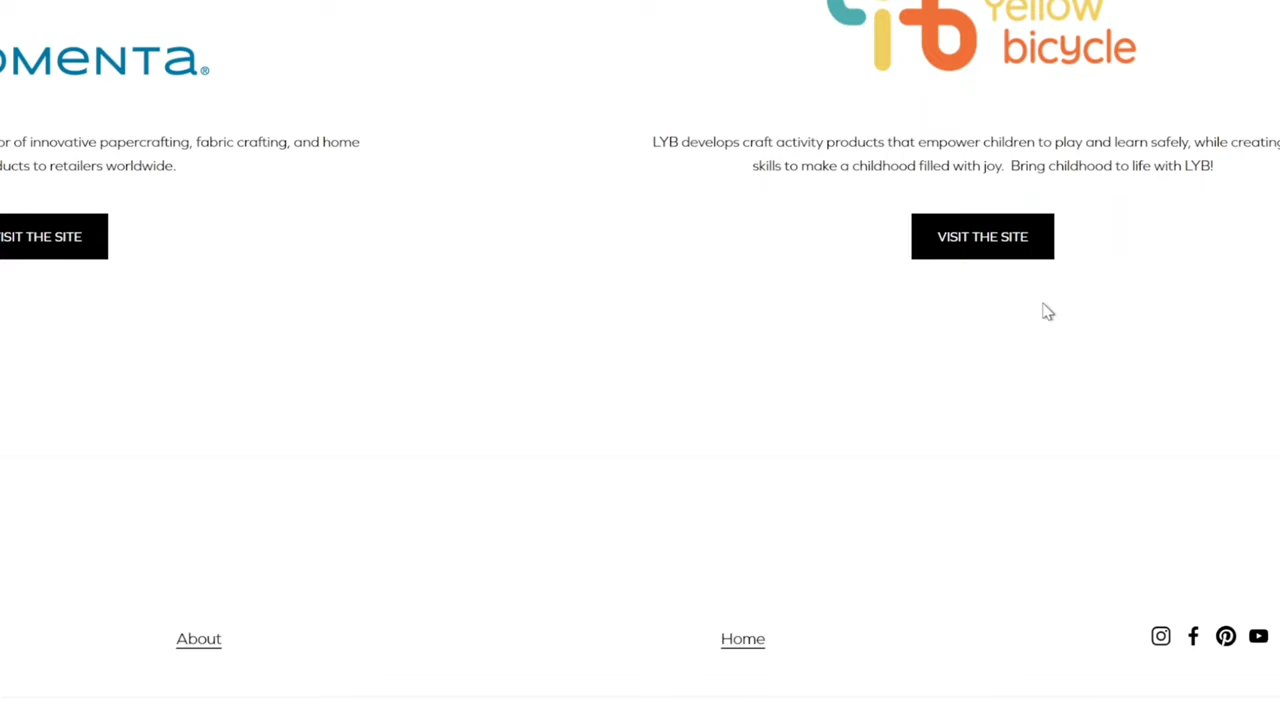 OMENTA®
Yellow
bicycle
or of innovative papercrafting, fabric crafting, and home
ducts to retailers worldwide.
VISIT THE SITE
LYB develops craft activity products that empower children to play and learn safely, while creating
skills to make a childhood filled with joy. Bring childhood to life with LYB!
VISIT THE SITE
About
Home